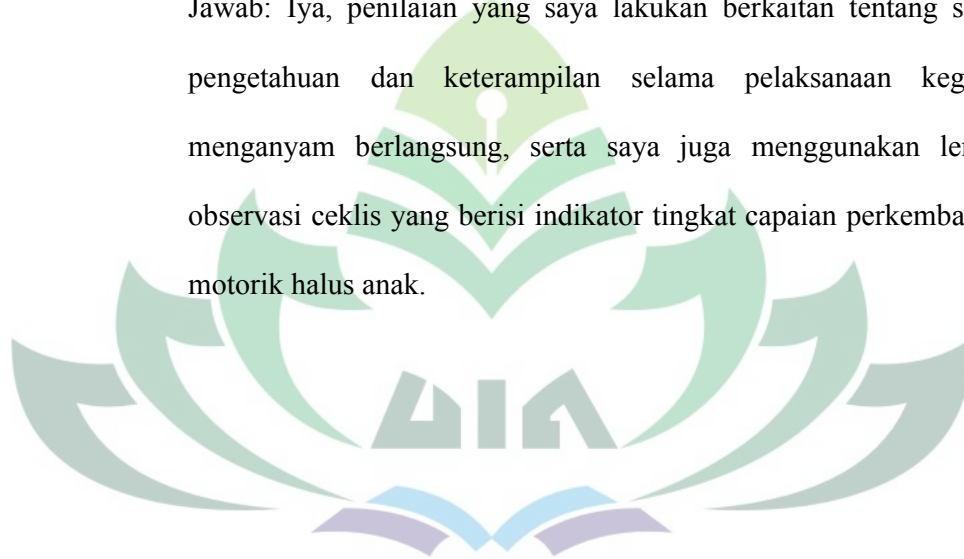 Jawab: Iya, penilaian yang saya lakukan berkaitan tentang
pengetahuan dan keterampilan selama pelaksanaan
menganyam berlangsung, serta saya juga menggunakan
observasi ceklis yang berisi indikator tingkat capaian
motorik halus anak.